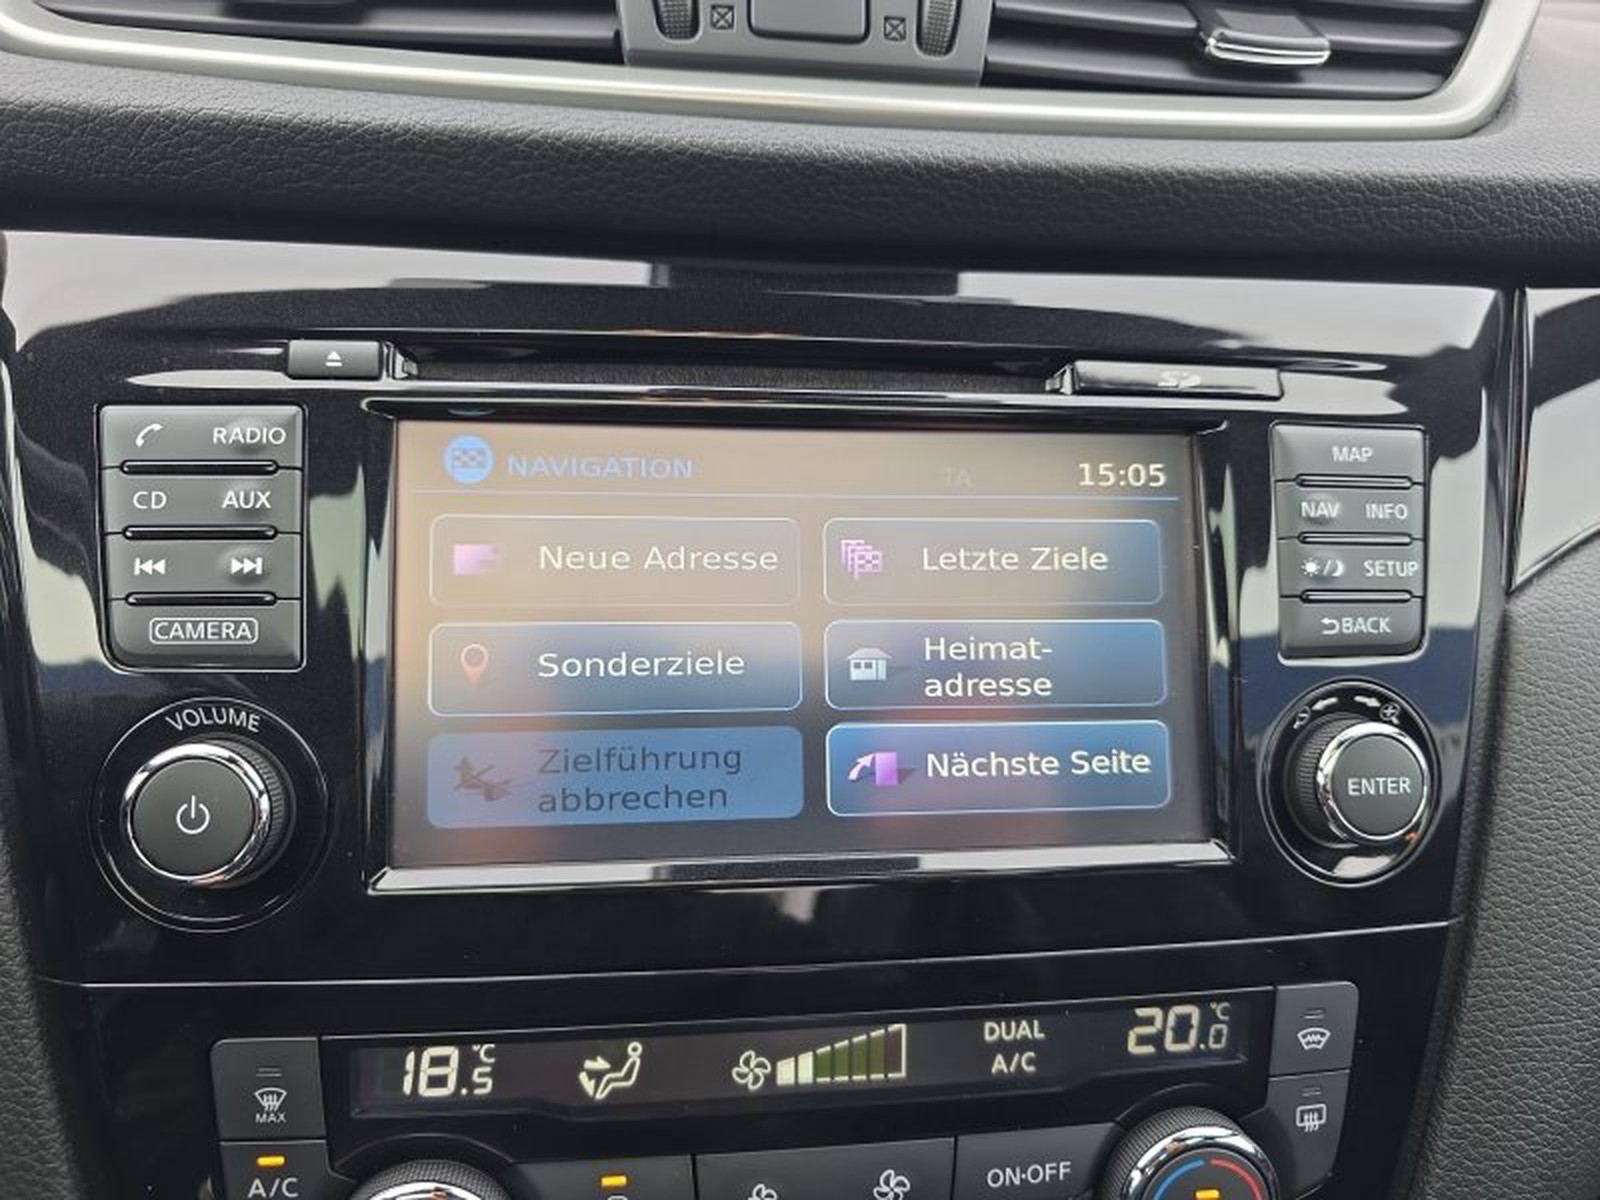 RADIO
CD AUX
CAMERA
VOLUME
NAVIGATION TA 15:05
Neue Adresse
Letzte Ziele
Sonderziele
Heimat-
adresse
Zielführung
abbrechen
Nächste Seite
MAP
NAV INFO
SETUP
BACK
ENTER
18.5 °C
DUAL
A/C
20.0 °C
MAX
A/C
ON·OFF